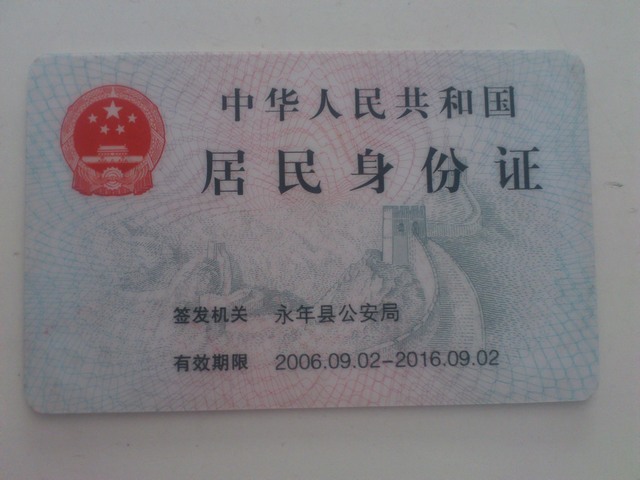 中华人民共和国
居民身份证
签发机关 永年县公安局
有效期限 2006.09.02-2016.09.02